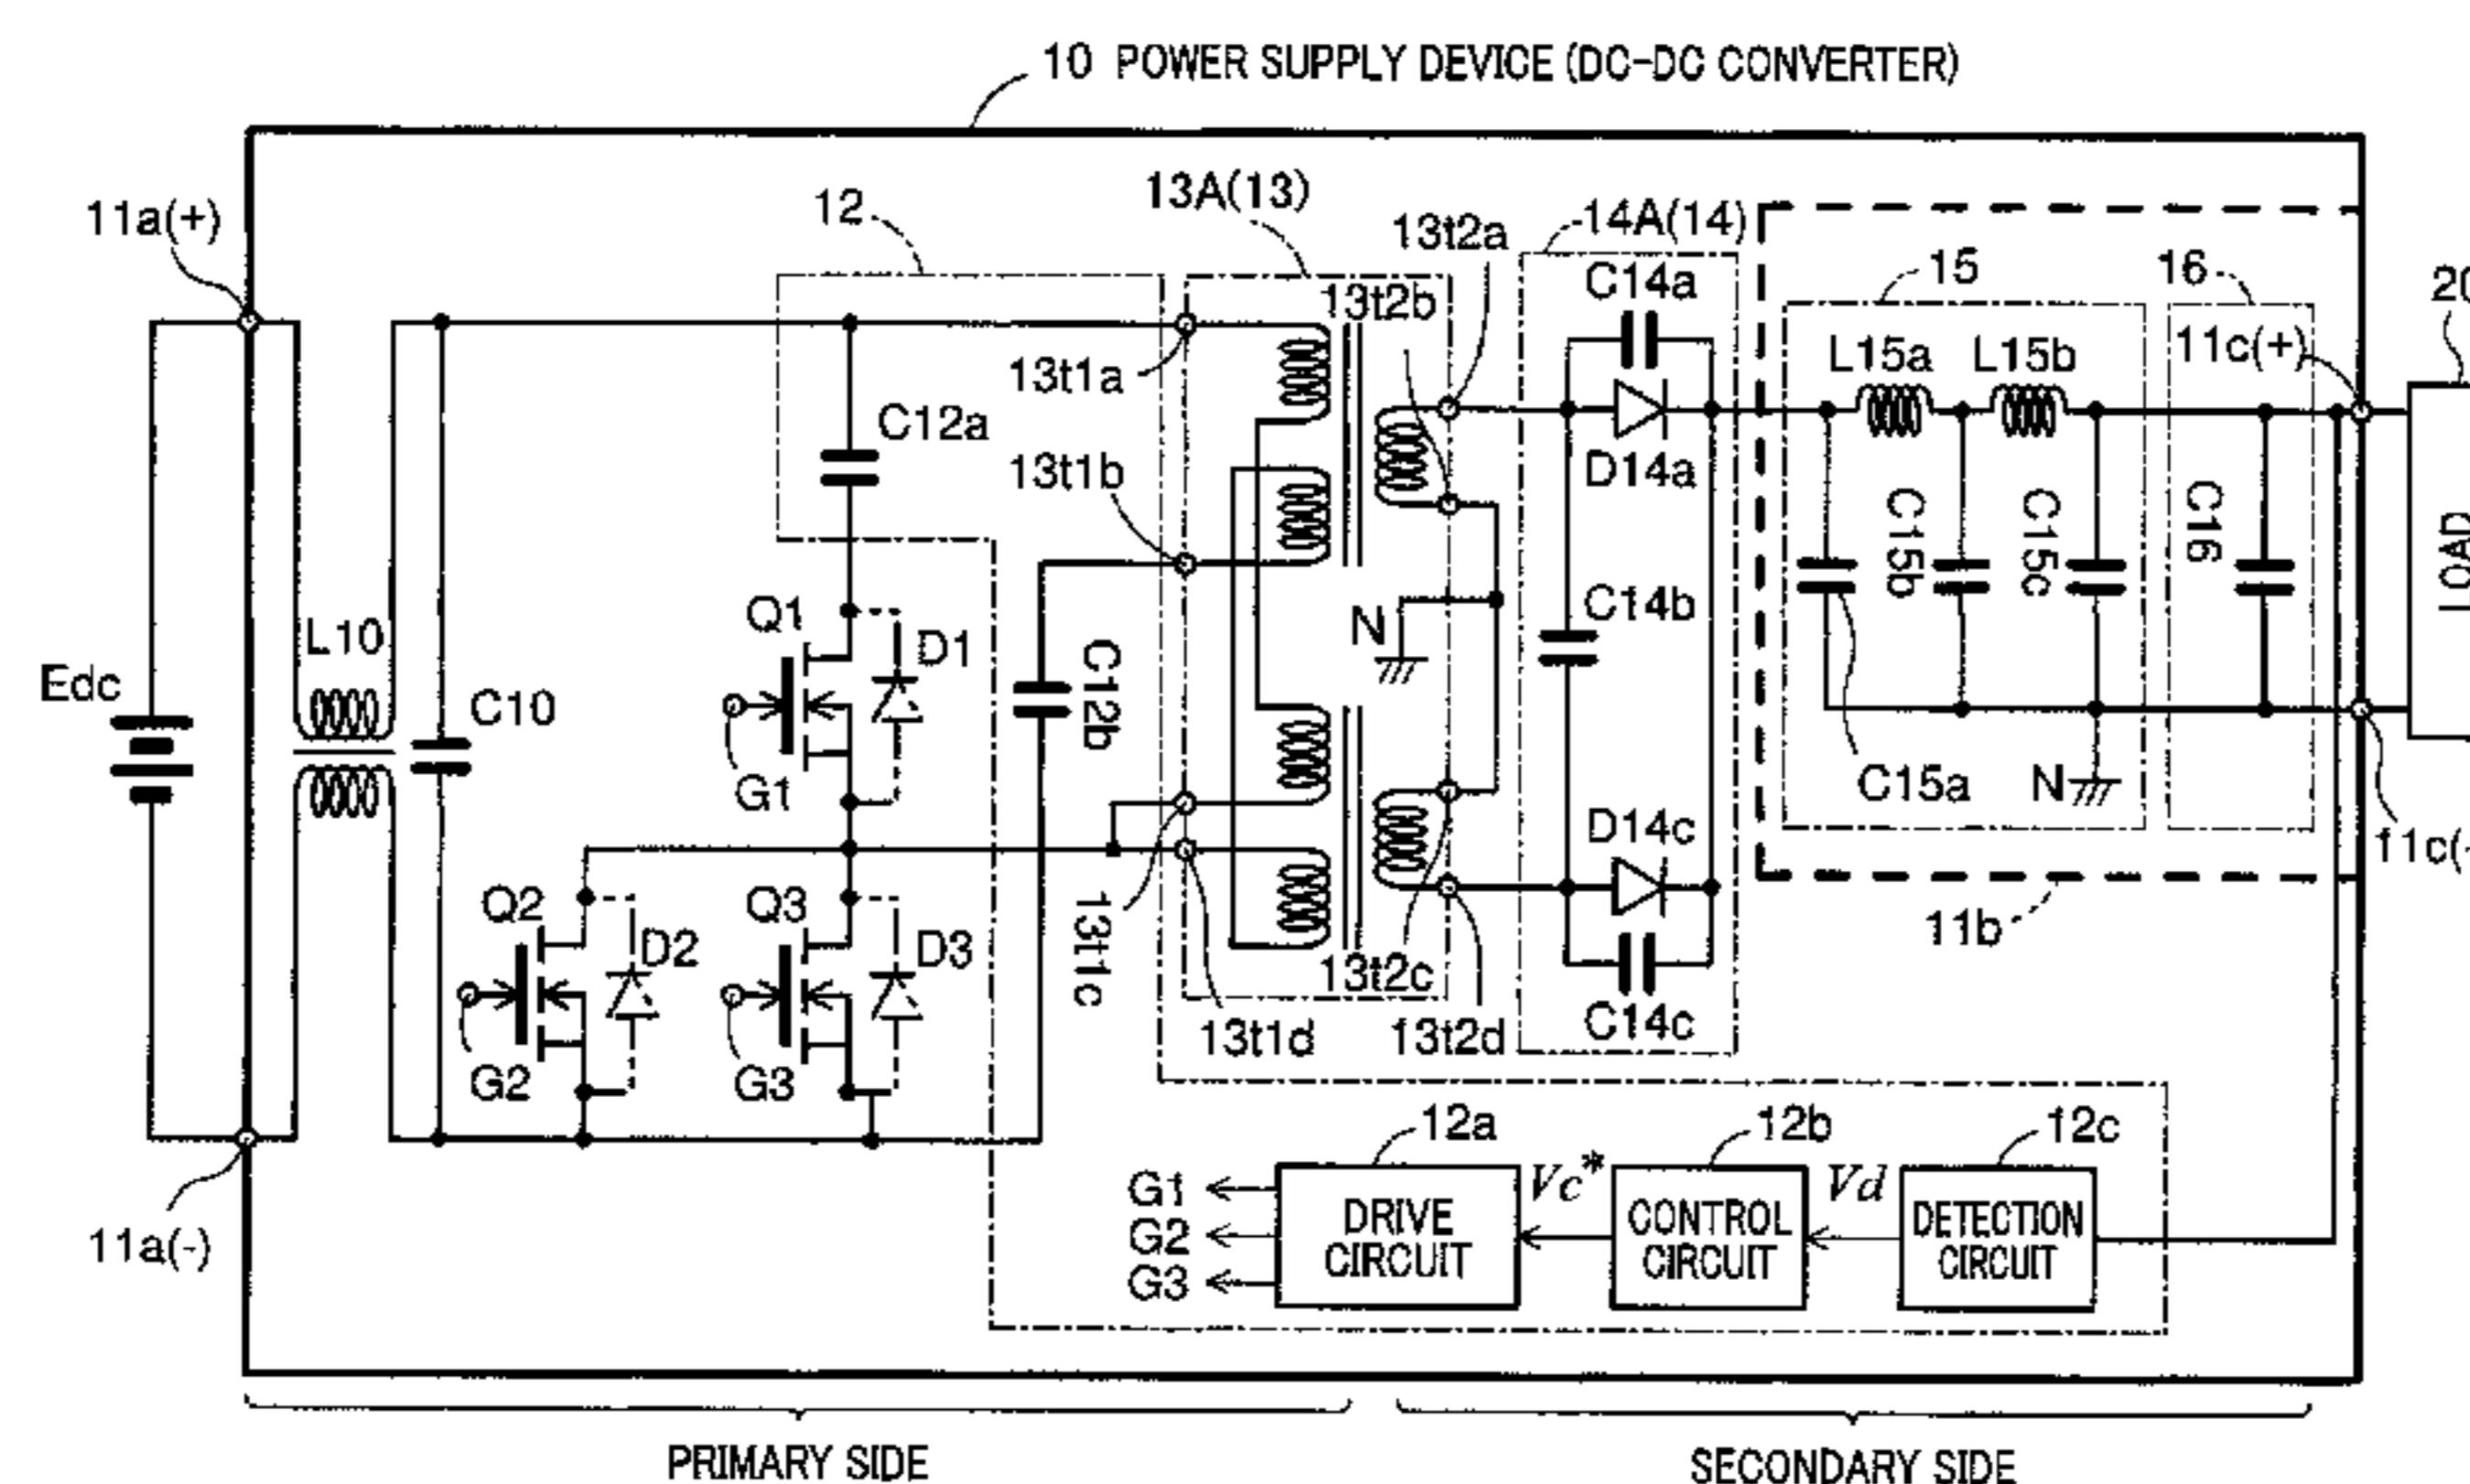 10 POWER SUPPLY DEVICE (DC-DC CONVERTER)
11a(+)
12
13A(13)
13t2a
14A(14)
15
16
20
13t2b
C14a
11c(+)
13t1a
L15a L15b
C12a
D14a
13t1b
C15b
C15c
C16
LOAD
Q1
D1
C12b
N
C14b
L10
Edc
C10
G1
C15a
N
D14c
11c(-
Q2
D2
Q3
D3
13t1c
13t2c
11b
G2
G3
13t1d
13t2d
C14c
12a
12b
12c
G1
G2
G3
DRIVE
CIRCUIT
Vc*
CONTROL
CIRCUIT
Vd
DETECTION
CIRCUIT
11a(-)
PRIMARY SIDE
SECONDARY SIDE